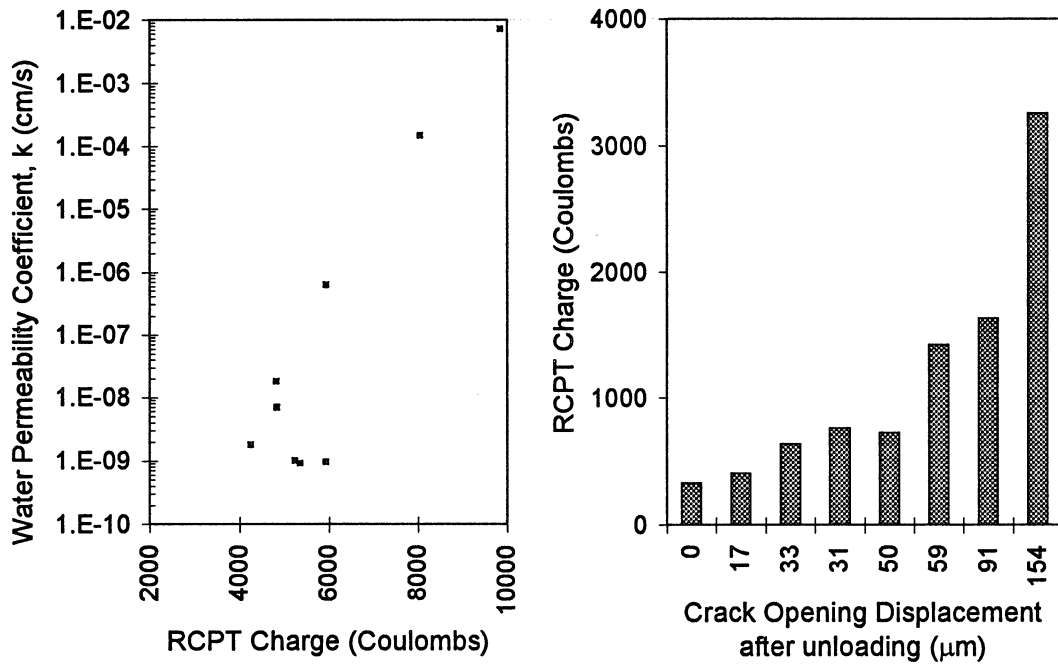 Water Permeability Coefficient, k (cm/s)
1.E-02
1.E-03
1.E-04
1.E-05
1.E-06
1.E-07
1.E-08
1.E-09
1.E-10
2000
4000
6000
8000
10000
RCPT Charge (Coulombs)
RCPT Charge (Coulombs)
4000
3000
2000
1000
0
0
17
33
31
50
59
91
154
Crack Opening Displacement
after unloading (μm)